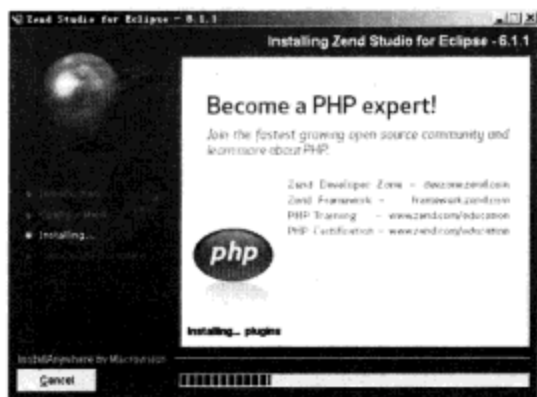 Zend Studio for Eclipse - 6.1.1
Installing Zend Studio for Eclipse - 6.1.1
Become a PHP expert!
Join the fastest growing open source community and
learn more about PHP.
Introduction
Installing...
Zend Developer Zone - devzone.zend.com
Zend Framework - framework.zend.com
PHP Training - www.zend.com/education
PHP Certification - www.zend.com/education
php
Installing... plugins
InstallAnywhere by Macrovision
Cancel